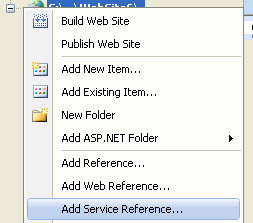 Build Web Site
Publish Web Site
Add New Item...
Add Existing Item...
New Folder
Add ASP.NET Folder
Add Reference...
Add Web Reference...
Add Service Reference...